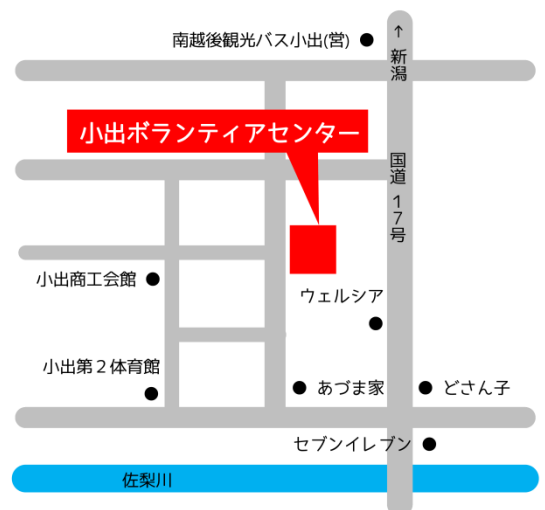 南越後観光バス小出(営)
↑新潟
小出ボランティアセンター
国道 17号
小出商工会館
ウェルシア
小出第2体育館
あづま家
どさん子
セブンイレブン
佐梨川